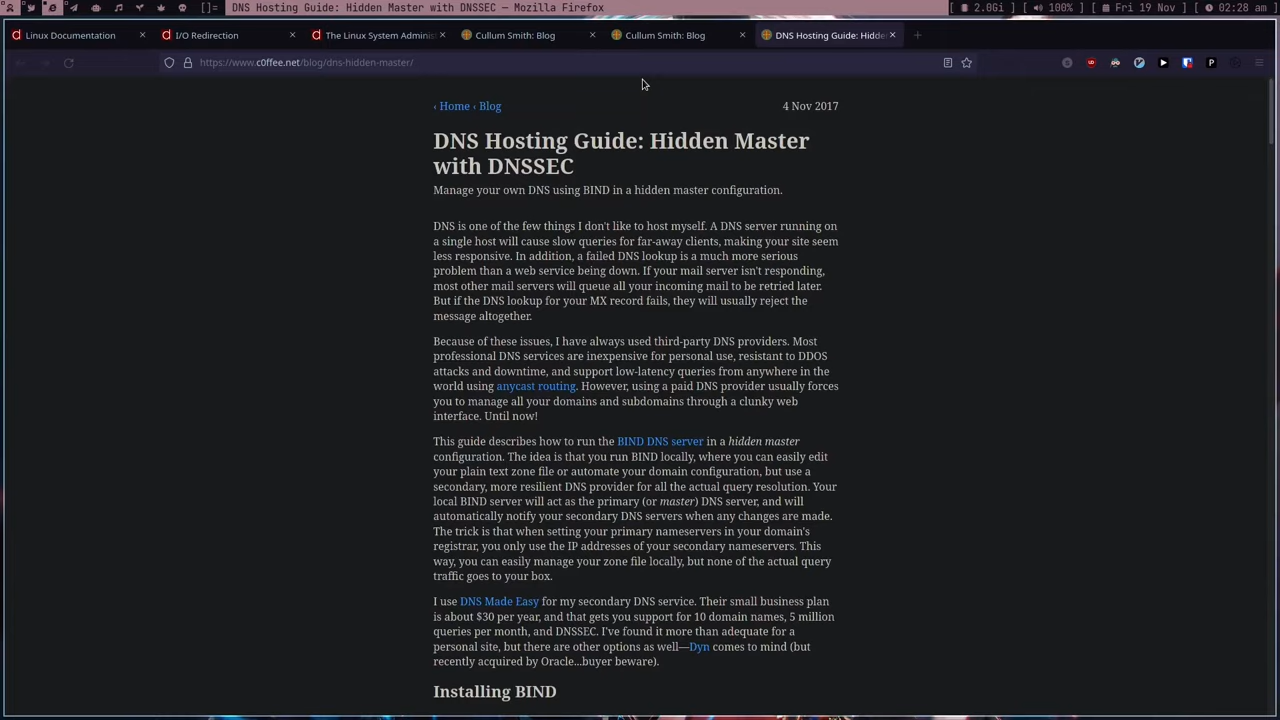 []=
DNS Hosting Guide: Hidden Master with DNSSEC — Mozilla Firefox
[ 2.0Gi ]
[ 100% ]
[ Fri 19 Nov ]
[ 02:28 am ]
Linux Documentation
I/O Redirection
The Linux System Adminis
Cullum Smith: Blog
Cullum Smith: Blog
DNS Hosting Guide: Hidde
https://www.c0ffee.net/blog/dns-hidden-master/
‹ Home ‹ Blog
4 Nov 2017
DNS Hosting Guide: Hidden Master
with DNSSEC
Manage your own DNS using BIND in a hidden master configuration.
DNS is one of the few things I don't like to host myself. A DNS server running on
a single host will cause slow queries for far-away clients, making your site seem
less responsive. In addition, a failed DNS lookup is a much more serious
problem than a web service being down. If your mail server isn't responding,
most other mail servers will queue all your incoming mail to be retried later.
But if the DNS lookup for your MX record fails, they will usually reject the
message altogether.
Because of these issues, I have always used third-party DNS providers. Most
professional DNS services are inexpensive for personal use, resistant to DDOS
attacks and downtime, and support low-latency queries from anywhere in the
world using anycast routing. However, using a paid DNS provider usually forces
you to manage all your domains and subdomains through a clunky web
interface. Until now!
This guide describes how to run the BIND DNS server in a hidden master
configuration. The idea is that you run BIND locally, where you can easily edit
your plain text zone file or automate your domain configuration, but use a
secondary, more resilient DNS provider for all the actual query resolution. Your
local BIND server will act as the primary (or master) DNS server, and will
automatically notify your secondary DNS servers when any changes are made.
The trick is that when setting your primary nameservers in your domain's
registrar, you only use the IP addresses of your secondary nameservers. This
way, you can easily manage your zone file locally, but none of the actual query
traffic goes to your box.
I use DNS Made Easy for my secondary DNS service. Their small business plan
is about $30 per year, and that gets you support for 10 domain names, 5 million
queries per month, and DNSSEC. I've found it more than adequate for a
personal site, but there are other options as well—Dyn comes to mind (but
recently acquired by Oracle...buyer beware).
Installing BIND